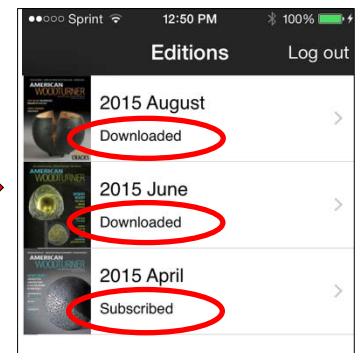 Sprint 12:50 PM 100%
Editions Log out
AMERICAN
WOODTURNER
CRACKS
2015 August
Downloaded
AMERICAN
WOODTURNER
2015 June
Downloaded
AMERICAN
WOODTURNER
2015 April
Subscribed